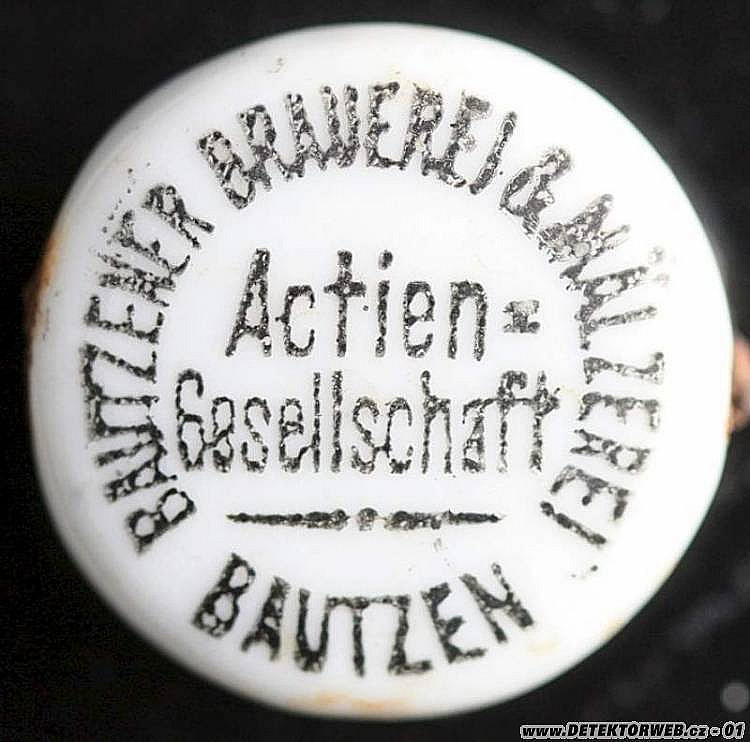 BAUTZENER BRAUEREI & MÄLZEREI
Actien=
Gesellschaft
BAUTZEN
www.DETEKTORWEB.cz - 01